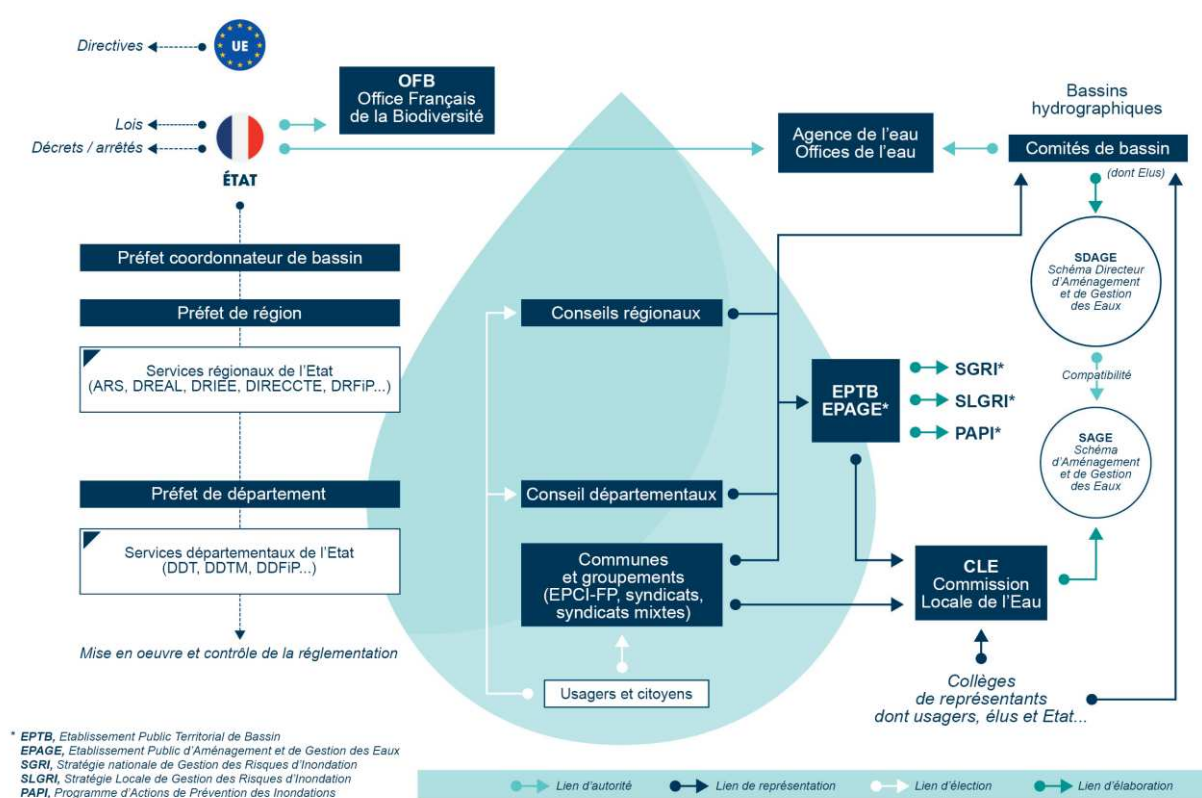 Directives
UE
Lois
Décrets / arrêtés
ÉTAT
OFB
Office Français
de la Biodiversité
Agence de l'eau
Offices de l'eau
Bassins
hydrographiques
Comités de bassin
(dont Elus)
Préfet coordonnateur de bassin
Préfet de région
Services régionaux de l'Etat
(ARS, DREAL, DRIEE, DIRECCTE, DRFiP...)
Préfet de département
Services départementaux de l'Etat
(DDT, DDTM, DDFiP...)
Mise en oeuvre et contrôle de la réglementation
Conseils régionaux
Conseil départementaux
Communes
et groupements
(EPCI-FP, syndicats,
syndicats mixtes)
Usagers et citoyens
EPTB
EPAGE*
SGRI*
SLGRI*
PAPI*
SDAGE
Schéma Directeur
d'Aménagement
et de Gestion
des Eaux
Compatibilité
SAGE
Schéma
d'Aménagement
et de Gestion
des Eaux
CLE
Commission
Locale de l'Eau
Collèges
de représentants
dont usagers, élus et Etat...
* EPTB, Etablissement Public Territorial de Bassin
EPAGE, Etablissement Public d'Aménagement et de Gestion des Eaux
SGRI, Stratégie nationale de Gestion des Risques d'Inondation
SLGRI, Stratégie Locale de Gestion des Risques d'Inondation
PAPI, Programme d'Actions de Prévention des Inondations
Lien d'autorité
Lien de représentation
Lien d'élection
Lien d'élaboration